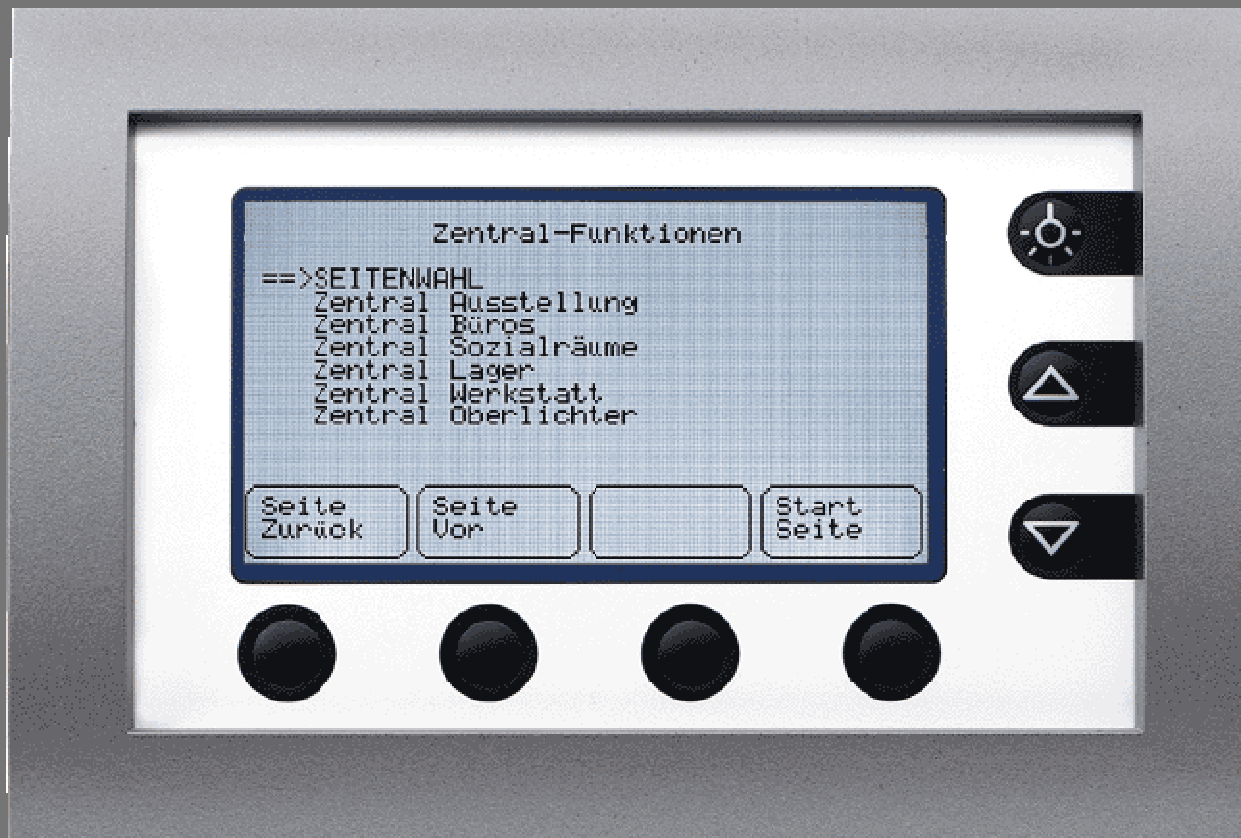 Zentral-Funktionen
==>SEITENWAHL
Zentral Ausstellung
Zentral Büros
Zentral Sozialräume
Zentral Lager
Zentral Werkstatt
Zentral Oberlichter
Seite Zurück
Seite Vor
Start Seite